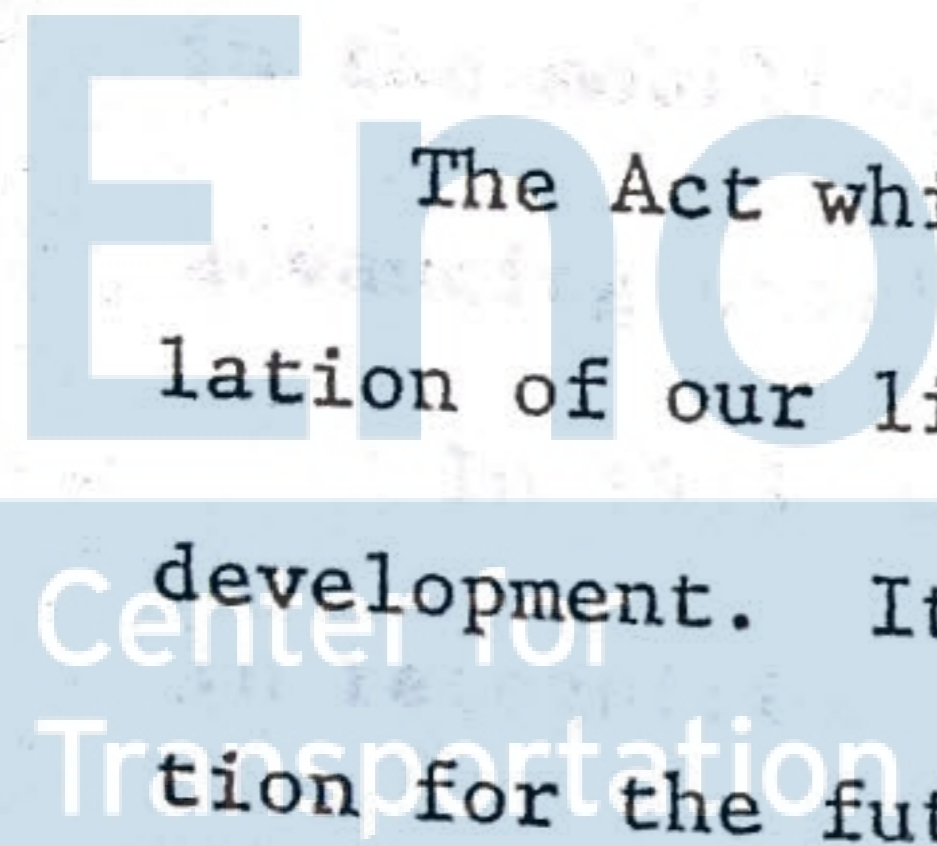 Eno
The Act whi
lation of our li
development. It
Center for
Transportation
tion for the fut